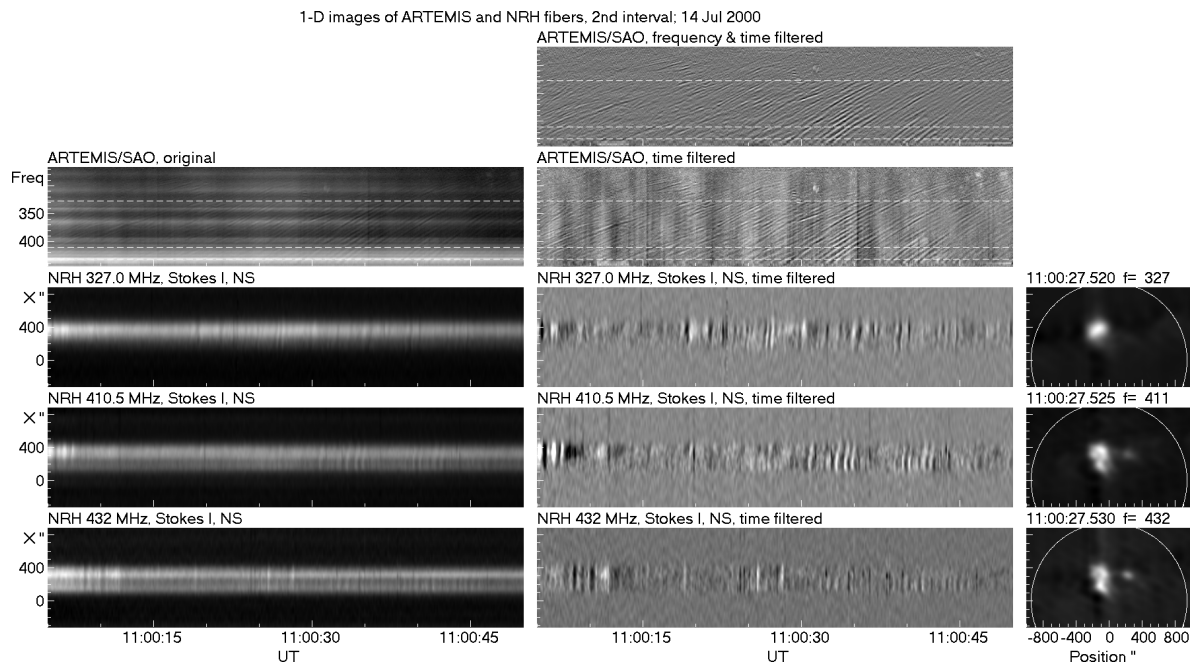 1-D images of ARTEMIS and NRH fibers, 2nd interval; 14 Jul 2000
ARTEMIS/SAO, frequency & time filtered
ARTEMIS/SAO, original
ARTEMIS/SAO, time filtered
Freq
350
400
NRH 327.0 MHz, Stokes I, NS
NRH 327.0 MHz, Stokes I, NS, time filtered
11:00:27.520 f= 327
X"
400
0
NRH 410.5 MHz, Stokes I, NS
NRH 410.5 MHz, Stokes I, NS, time filtered
11:00:27.525 f= 411
X"
400
0
NRH 432 MHz, Stokes I, NS
NRH 432 MHz, Stokes I, NS, time filtered
11:00:27.530 f= 432
X"
400
0
11:00:15 11:00:30 11:00:45
11:00:15 11:00:30 11:00:45
-800 -400 0 400 800
UT
UT
Position "